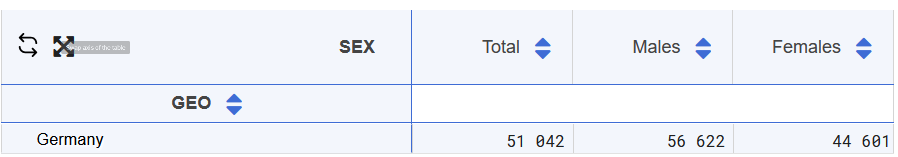 SEX Total Males Females
GEO
Germany 51 042 56 622 44 601